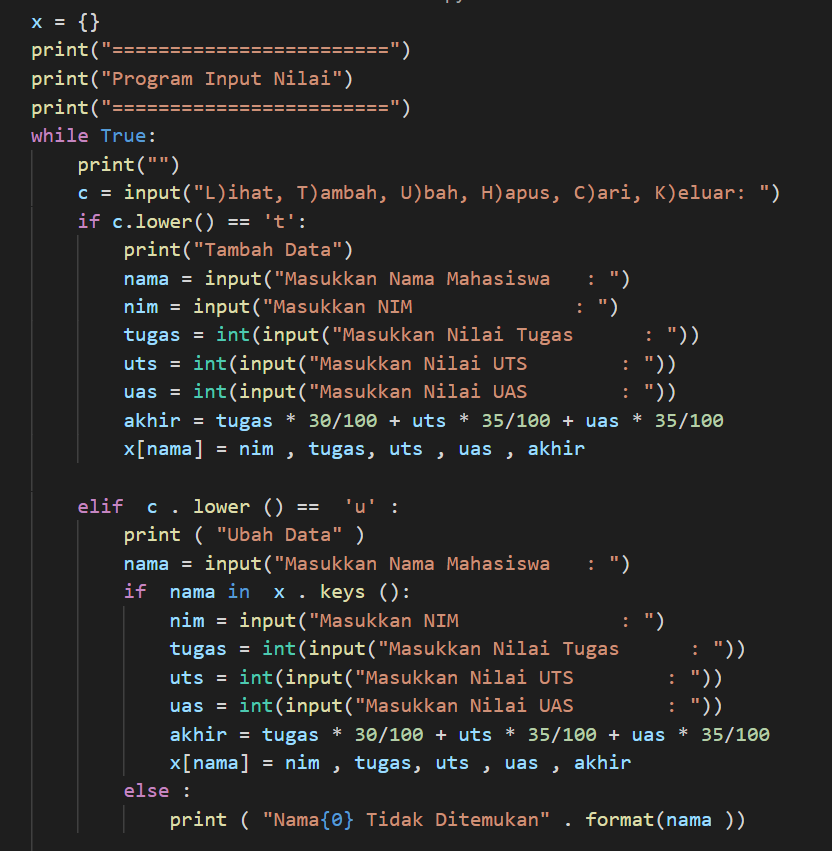 x = {}
print("========================")
print("Program Input Nilai")
print("========================")
while True:
    print("")
    c = input("L)ihat, T)ambah, U)bah, H)apus, C)ari, K)eluar: ")
    if c.lower() == 't':
        print("Tambah Data")
        nama = input("Masukkan Nama Mahasiswa   : ")
        nim = input("Masukkan NIM              : ")
        tugas = int(input("Masukkan Nilai Tugas      : "))
        uts = int(input("Masukkan Nilai UTS        : "))
        uas = int(input("Masukkan Nilai UAS        : "))
        akhir = tugas * 30/100 + uts * 35/100 + uas * 35/100
        x[nama] = nim , tugas, uts , uas , akhir
    elif  c . lower () ==  'u' :
        print ( "Ubah Data" )
        nama = input("Masukkan Nama Mahasiswa   : ")
        if  nama in  x . keys ():
            nim = input("Masukkan NIM              : ")
            tugas = int(input("Masukkan Nilai Tugas      : "))
            uts = int(input("Masukkan Nilai UTS        : "))
            uas = int(input("Masukkan Nilai UAS        : "))
            akhir = tugas * 30/100 + uts * 35/100 + uas * 35/100
            x[nama] = nim , tugas, uts , uas , akhir
        else :
            print ( "Nama{0} Tidak Ditemukan" . format(nama ))